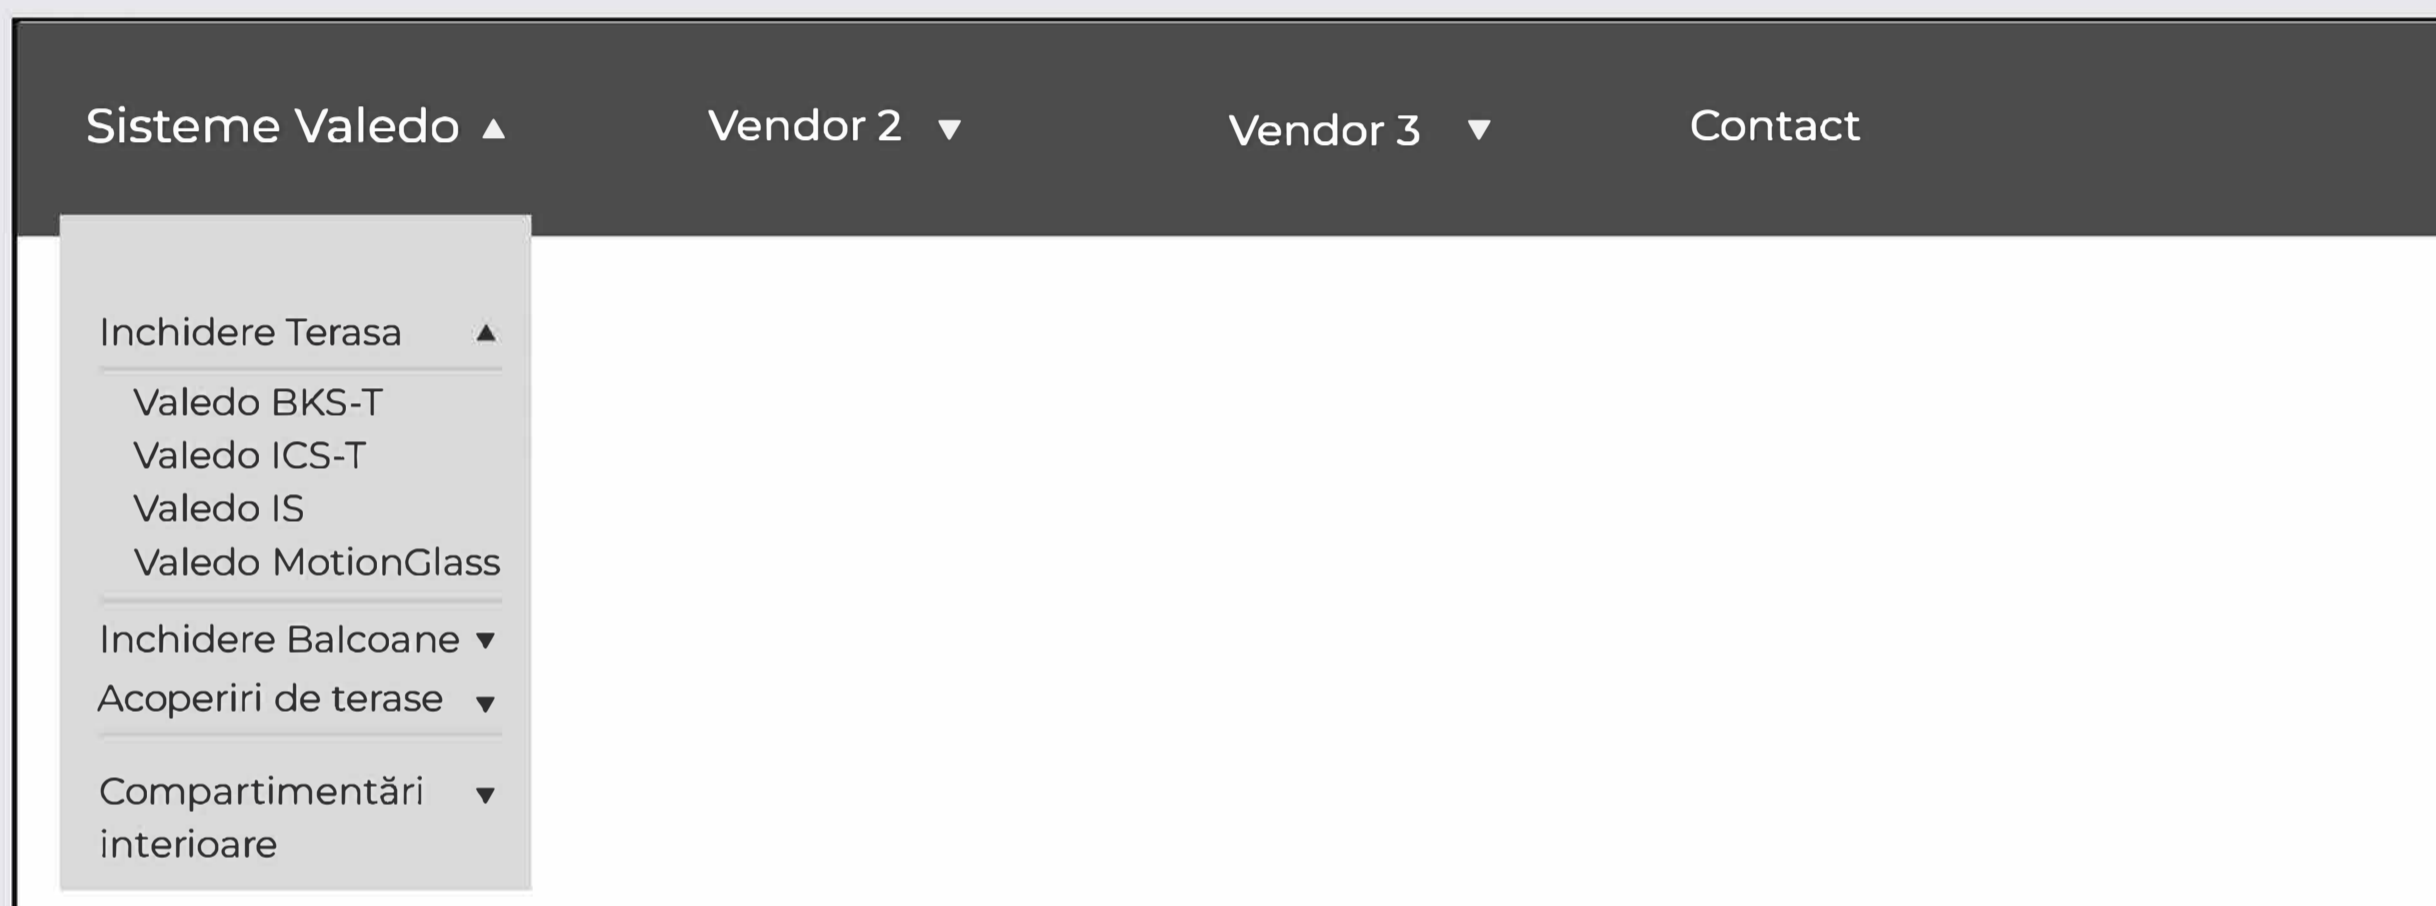 Sisteme Valedo ▲ Vendor 2 ▼ Vendor 3 ▼ Contact
Inchidere Terasa ▲
Valedo BKS-T
Valedo ICS-T
Valedo IS
Valedo MotionGlass
Inchidere Balcoane ▼
Acoperiri de terase ▼
Compartimentări ▼
interioare